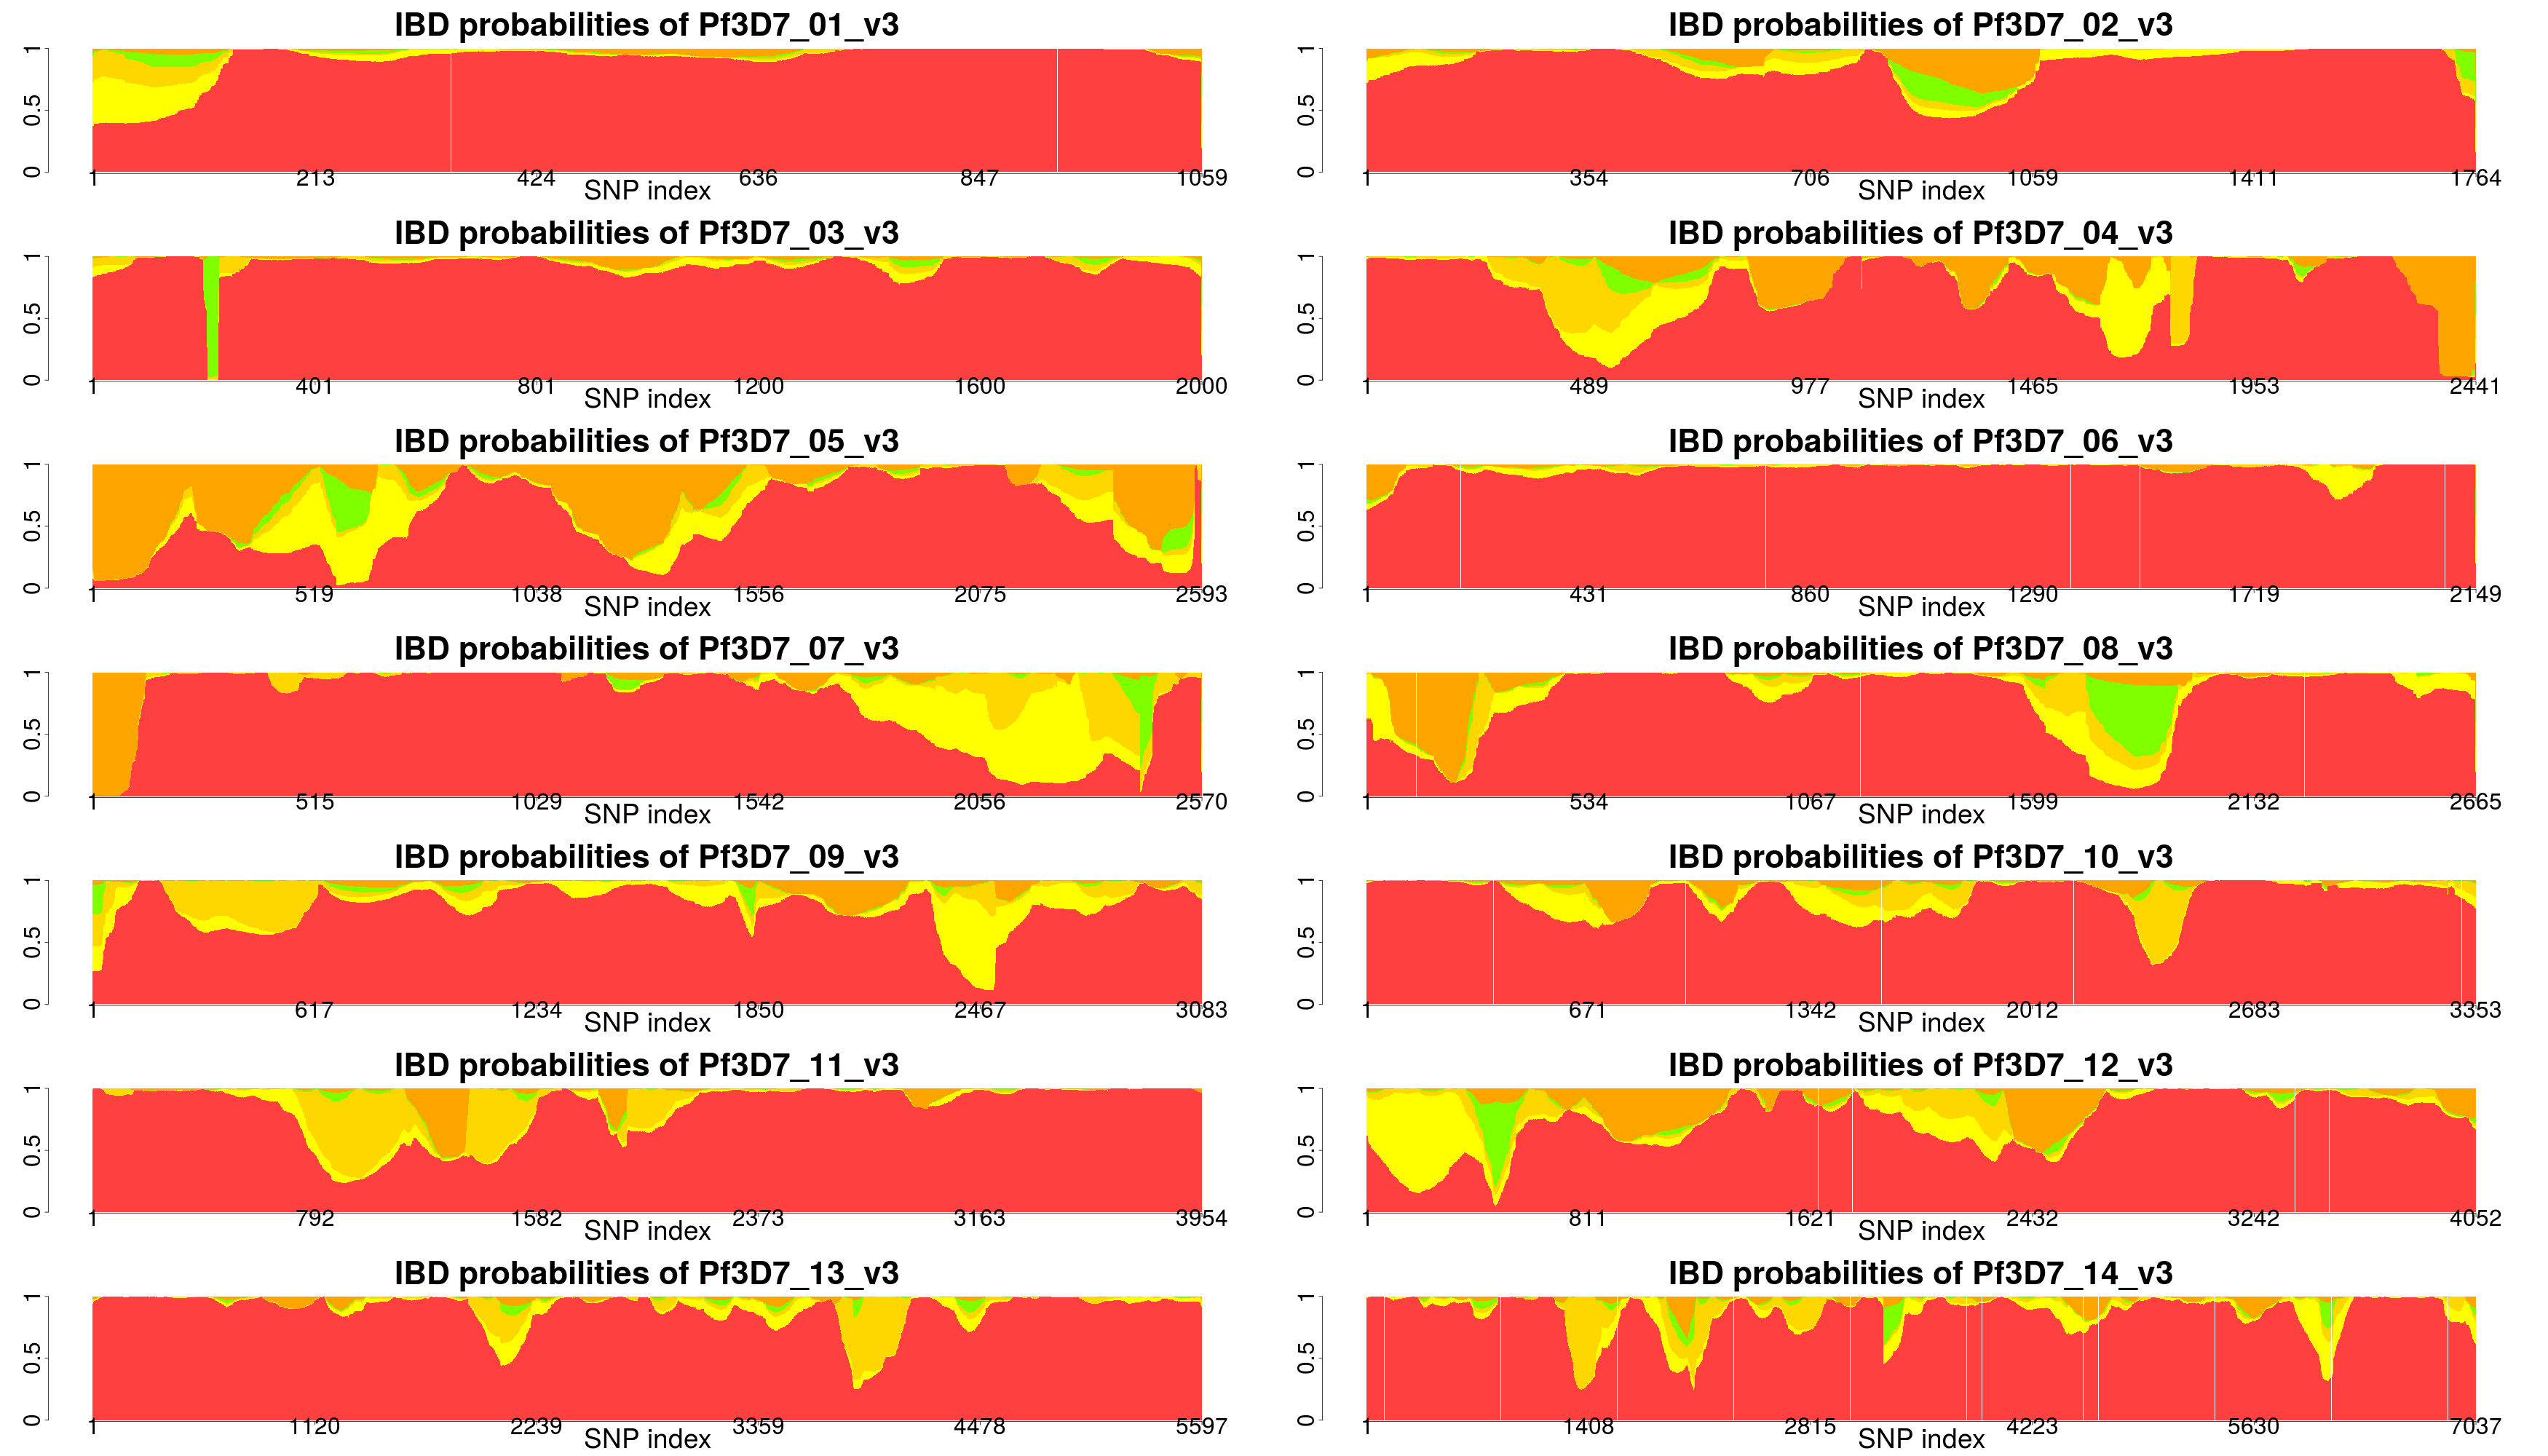 IBD probabilities of Pf3D7_01_v3
0 0.5 1
1 213 424 636 847 1059
SNP index
IBD probabilities of Pf3D7_02_v3
0 0.5 1
1 354 706 1059 1411 1764
SNP index
IBD probabilities of Pf3D7_03_v3
0 0.5 1
1 401 801 1200 1600 2000
SNP index
IBD probabilities of Pf3D7_04_v3
0 0.5 1
1 489 977 1465 1953 2441
SNP index
IBD probabilities of Pf3D7_05_v3
0 0.5 1
1 519 1038 1556 2075 2593
SNP index
IBD probabilities of Pf3D7_06_v3
0 0.5 1
1 431 860 1290 1719 2149
SNP index
IBD probabilities of Pf3D7_07_v3
0 0.5 1
1 515 1029 1542 2056 2570
SNP index
IBD probabilities of Pf3D7_08_v3
0 0.5 1
1 534 1067 1599 2132 2665
SNP index
IBD probabilities of Pf3D7_09_v3
0 0.5 1
1 617 1234 1850 2467 3083
SNP index
IBD probabilities of Pf3D7_10_v3
0 0.5 1
1 671 1342 2012 2683 3353
SNP index
IBD probabilities of Pf3D7_11_v3
0 0.5 1
1 792 1582 2373 3163 3954
SNP index
IBD probabilities of Pf3D7_12_v3
0 0.5 1
1 811 1621 2432 3242 4052
SNP index
IBD probabilities of Pf3D7_13_v3
0 0.5 1
1 1120 2239 3359 4478 5597
SNP index
IBD probabilities of Pf3D7_14_v3
0 0.5 1
1 1408 2815 4223 5630 7037
SNP index